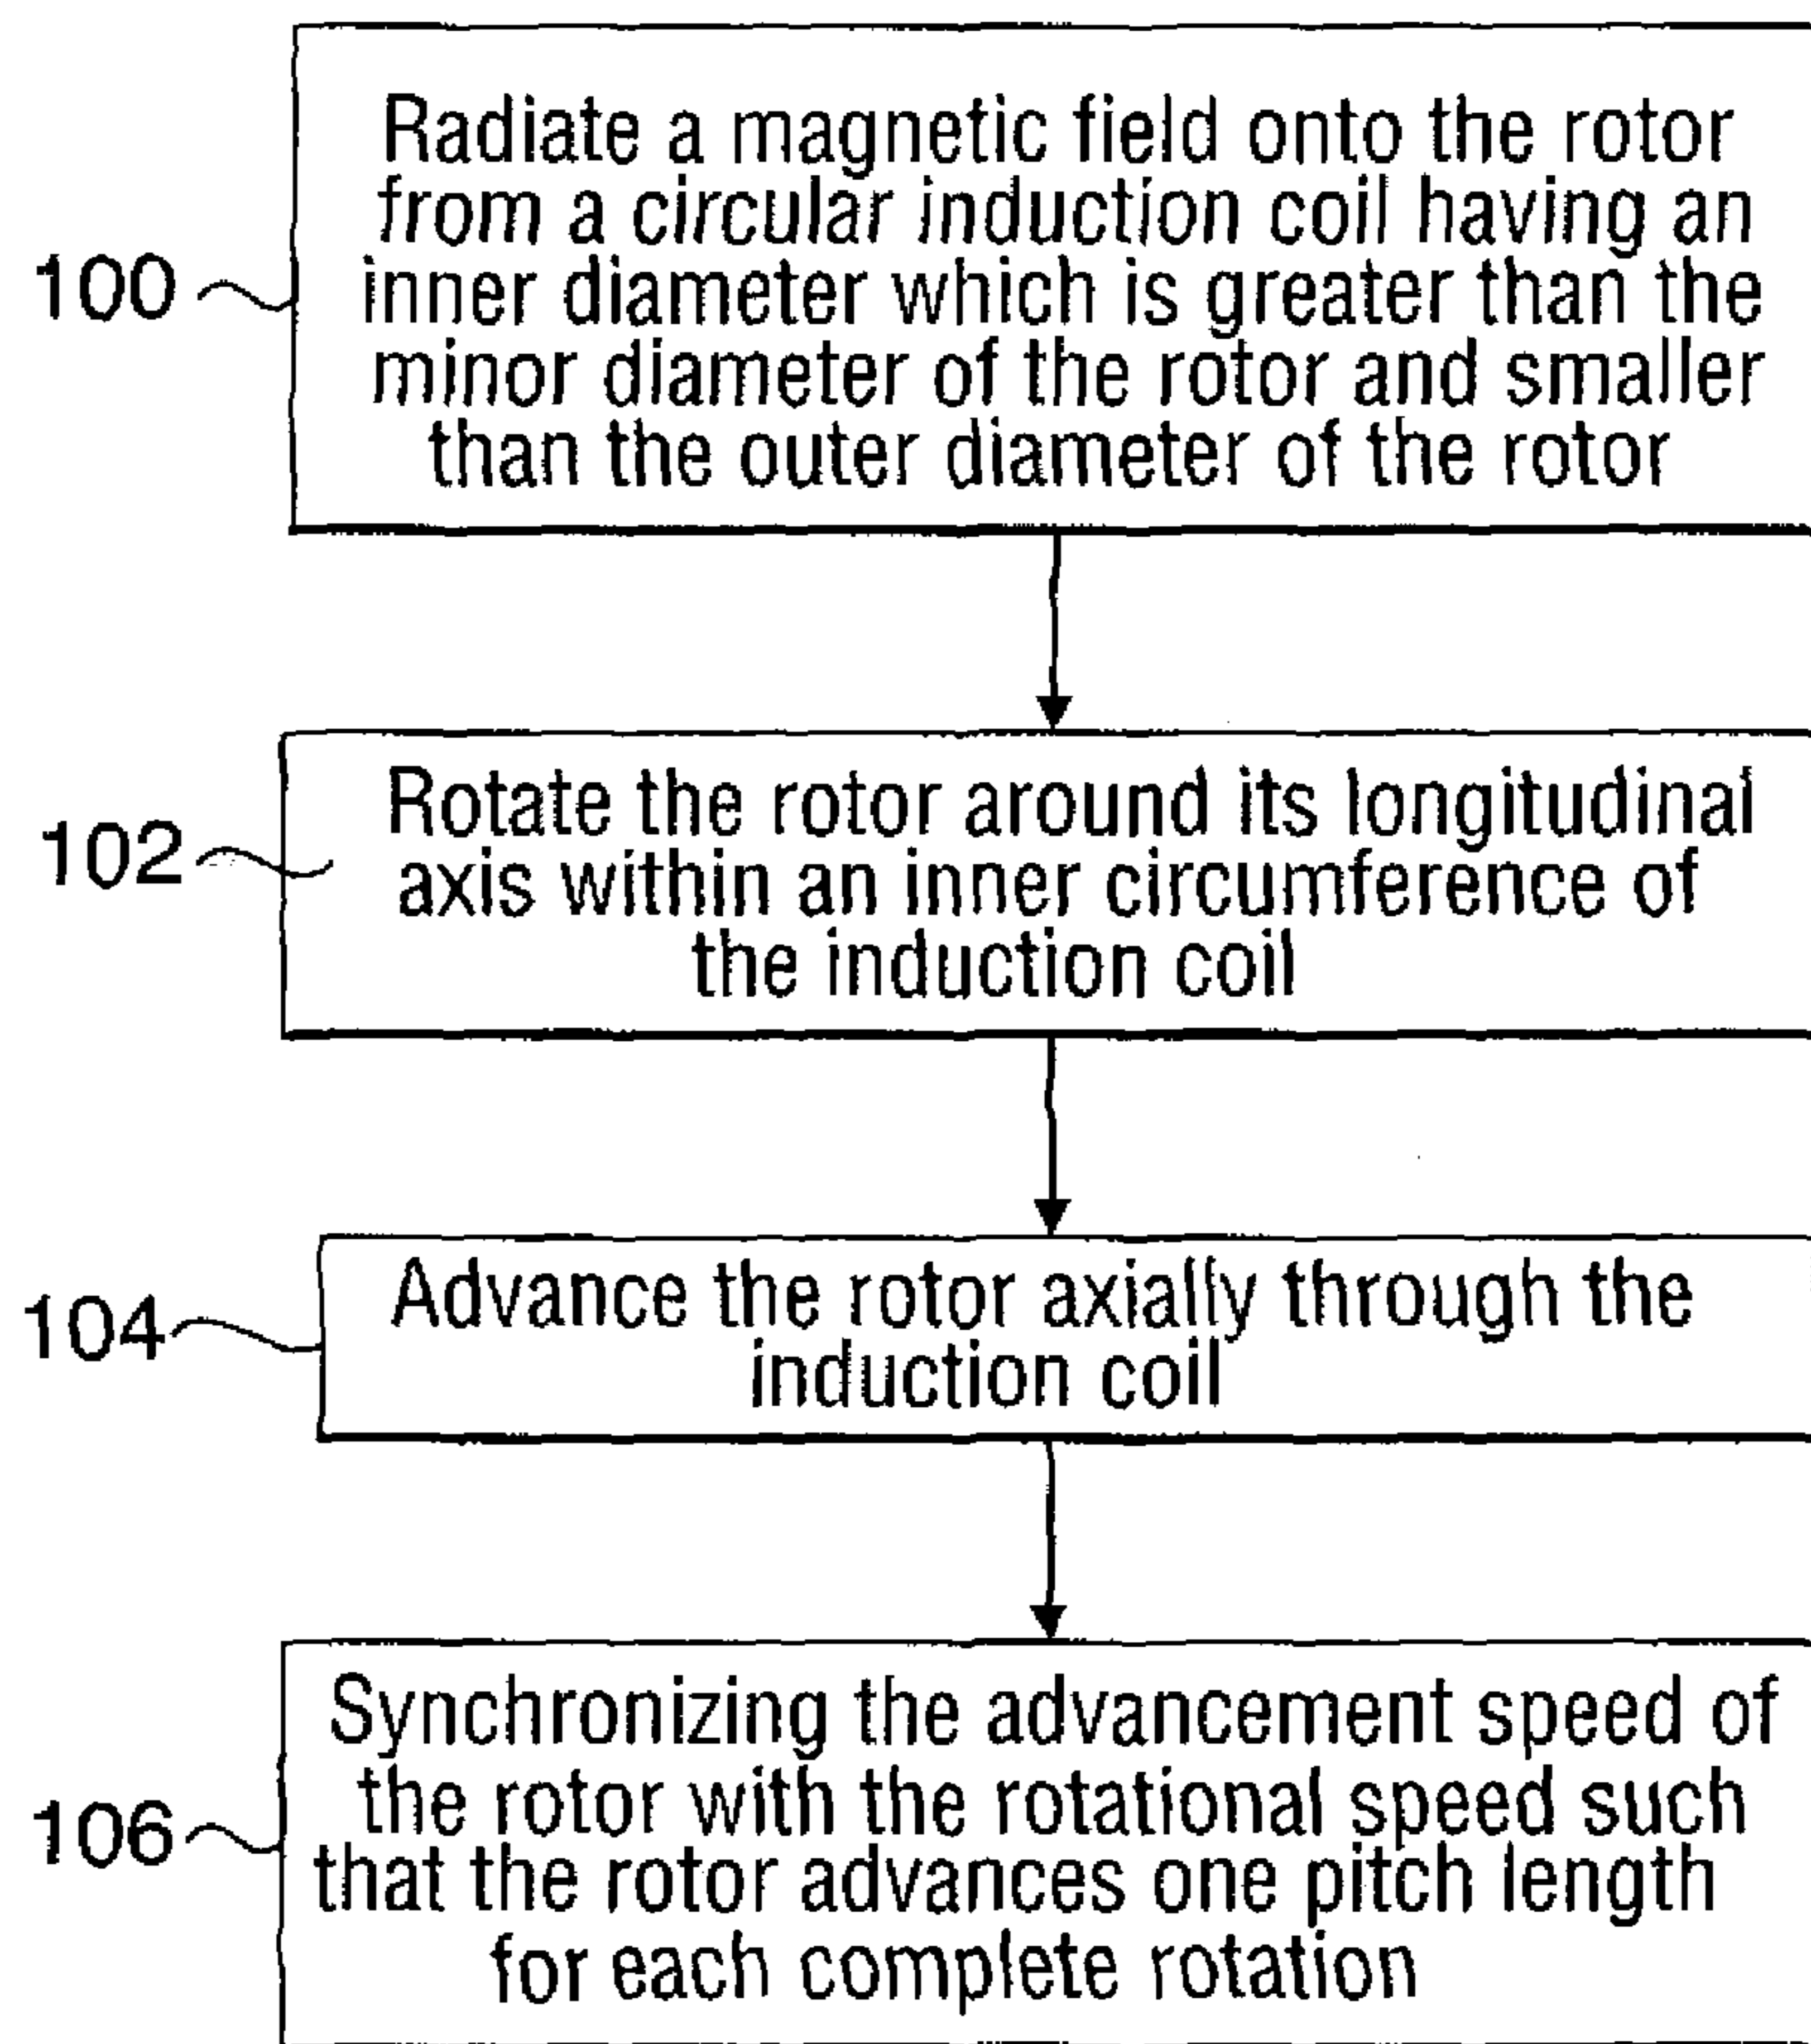 Radiate a magnetic field onto the rotor
from a circular induction coil having an
100
inner diameter which is greater than the
minor diameter of the rotor and smaller
than the outer diameter of the rotor
Rotate the rotor around its longitudinal
102
axis within an inner circumference of
the induction coil
Advance the rotor axially through the
104
induction coil
Synchronizing the advancement speed of
the rotor with the rotational speed such
106
that the rotor advances one pitch length
for each complete rotation